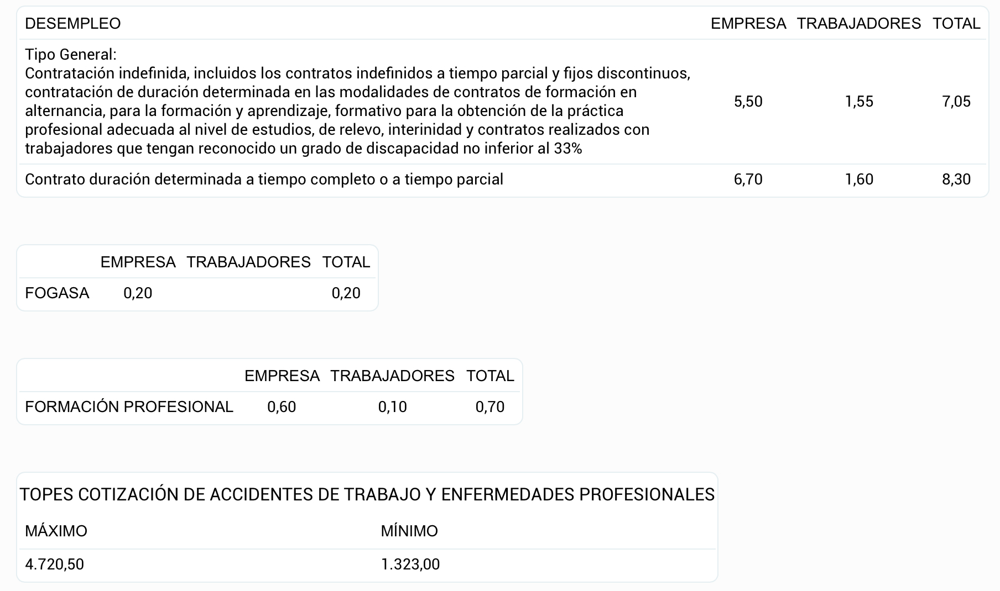 DESEMPLEO EMPRESA TRABAJADORES TOTAL
Tipo General:
Contratación indefinida, incluidos los contratos indefinidos a tiempo parcial y fijos discontinuos,
contratación de duración determinada en las modalidades de contratos de formación en
alternancia, para la formación y aprendizaje, formativo para la obtención de la práctica
profesional adecuada al nivel de estudios, de relevo, interinidad y contratos realizados con
trabajadores que tengan reconocido un grado de discapacidad no inferior al 33%
5,50 1,55 7,05
Contrato duración determinada a tiempo completo o a tiempo parcial 6,70 1,60 8,30
EMPRESA TRABAJADORES TOTAL
FOGASA 0,20 0,20
EMPRESA TRABAJADORES TOTAL
FORMACIÓN PROFESIONAL 0,60 0,10 0,70
TOPES COTIZACIÓN DE ACCIDENTES DE TRABAJO Y ENFERMEDADES PROFESIONALES
MÁXIMO MÍNIMO
4.720,50 1.323,00